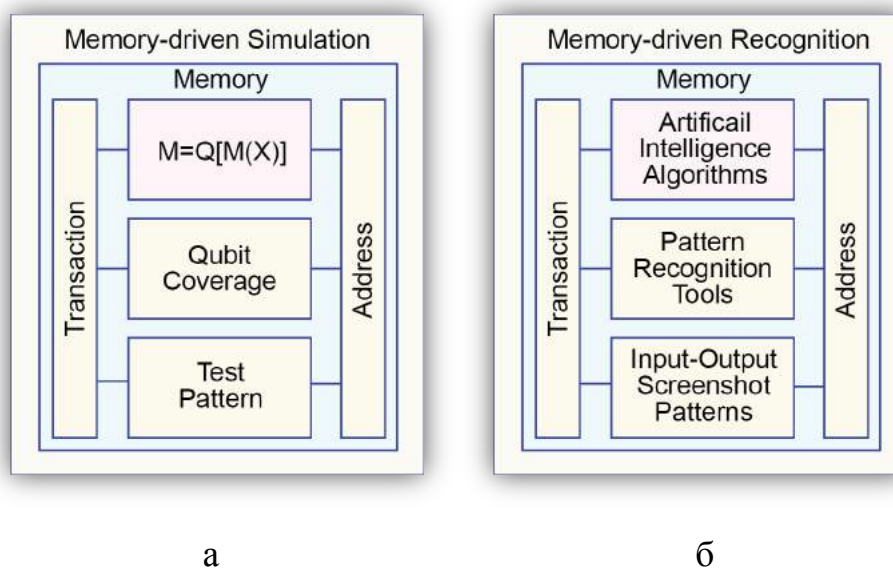 Memory-driven Simulation
Memory
Transaction
M=Q[M(X)]
Qubit
Coverage
Test
Pattern
Address
Memory-driven Recognition
Memory
Transaction
Artificail
Intelligence
Algorithms
Pattern
Recognition
Tools
Input-Output
Screenshot
Patterns
Address
а
б